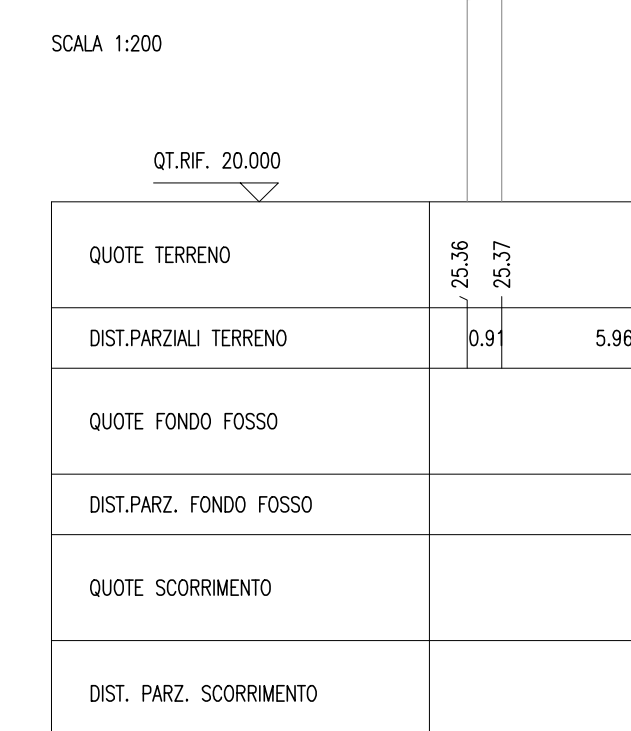 SCALA 1:200
QT.RIF. 20.000
QUOTE TERRENO
25.36
25.37
DIST.PARZIALI TERRENO
0.91
5.96
QUOTE FONDO FOSSO
DIST.PARZ. FONDO FOSSO
QUOTE SCORRIMENTO
DIST. PARZ. SCORRIMENTO